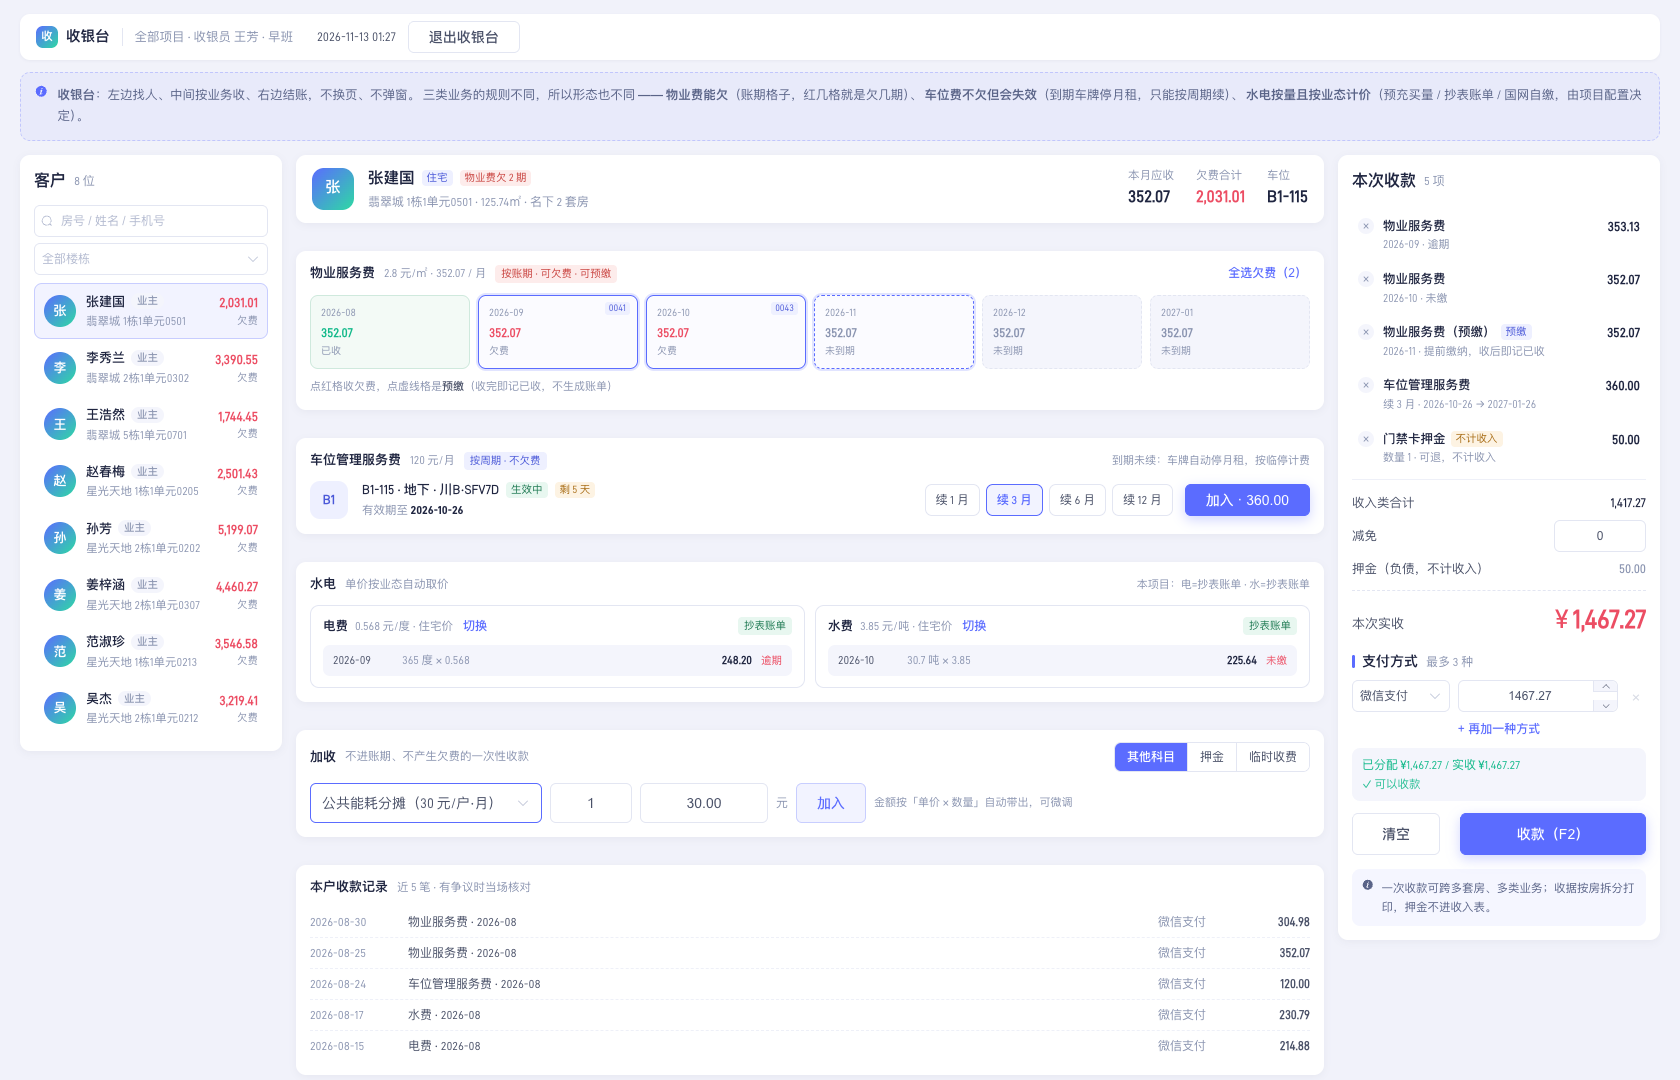 收 收银台 全部项目 · 收银员 王芳 · 早班 2026-11-13 01:27 退出收银台
收银台：左边找人、中间按业务收、右边结账，不换页、不弹窗。 三类业务的规则不同，所以形态也不同 —— 物业费能欠（账期格子，红几格就是欠几期）、 车位费不欠但会失效（到期车牌停月租，只能按周期续）、 水电按量且按业态计价（预充买量 / 抄表账单 / 国网自缴，由项目配置决
定）。
客户 8 位
房号 / 姓名 / 手机号
全部楼栋
张 张建国 业主 2,031.01
翡翠城 1栋1单元0501 欠费
李 李秀兰 业主 3,390.55
翡翠城 2栋1单元0302 欠费
王 王浩然 业主 1,744.45
翡翠城 5栋1单元0701 欠费
赵 赵春梅 业主 2,501.43
星光天地 1栋1单元0205 欠费
孙 孙芳 业主 5,199.07
星光天地 2栋1单元0202 欠费
姜 姜梓涵 业主 4,460.27
星光天地 2栋1单元0307 欠费
范 范淑珍 业主 3,546.58
星光天地 1栋1单元0213 欠费
吴 吴杰 业主 3,219.41
星光天地 2栋1单元0212 欠费
张 张建国 住宅 物业费欠 2 期
翡翠城 1栋1单元0501 · 125.74㎡ · 名下 2 套房
本月应收 欠费合计 车位
352.07 2,031.01 B1-115
物业服务费 2.8 元/㎡ · 352.07 / 月 按账期 · 可欠费 · 可预缴 全选欠费（2）
2026-08 2026-09 0041 2026-10 0043 2026-11 2026-12 2027-01
352.07 352.07 352.07 352.07 352.07 352.07
已收 欠费 欠费 未到期 未到期 未到期
点红格收欠费，点虚线格是预缴（收完即记已收，不生成账单）
车位管理服务费 120 元/月 按周期 · 不欠费 到期未续：车牌自动停月租，按临停计费
B1 B1-115 · 地下 · 川B·SFV7D 生效中 剩 5 天
有效期至 2026-10-26
续 1 月 续 3 月 续 6 月 续 12 月 加入 · 360.00
水电 单价按业态自动取价 本项目：电=抄表账单 · 水=抄表账单
电费 0.568 元/度 · 住宅价 切换 抄表账单
2026-09 365 度 × 0.568 248.20 逾期
水费 3.85 元/吨 · 住宅价 切换 抄表账单
2026-10 30.7 吨 × 3.85 225.64 未缴
加收 不进账期、不产生欠费的一次性收款 其他科目 押金 临时收费
公共能耗分摊（30 元/户·月） 1 30.00 元 加入 金额按「单价 × 数量」自动带出，可微调
本户收款记录 近 5 笔 · 有争议时当场核对
2026-08-30 物业服务费 · 2026-08 微信支付 304.98
2026-08-25 物业服务费 · 2026-08 微信支付 352.07
2026-08-24 车位管理服务费 · 2026-08 微信支付 120.00
2026-08-17 水费 · 2026-08 微信支付 230.79
2026-08-15 电费 · 2026-08 微信支付 214.88
本次收款 5 项
× 物业服务费 353.13
2026-09 · 逾期
× 物业服务费 352.07
2026-10 · 未缴
× 物业服务费（预缴） 预缴 352.07
2026-11 · 提前缴纳，收后即记已收
× 车位管理服务费 360.00
续 3 月 · 2026-10-26 → 2027-01-26
× 门禁卡押金 不计收入 50.00
数量 1 · 可退，不计收入
收入类合计 1,417.27
减免 0
押金（负债，不计收入） 50.00
本次实收 ¥1,467.27
支付方式 最多 3 种
微信支付 1467.27 ×
+ 再加一种方式
已分配 ¥1,467.27 / 实收 ¥1,467.27
✓ 可以收款
清空 收款（F2）
一次收款可跨多套房、多类业务；收据按房拆分打
印，押金不进收入表。